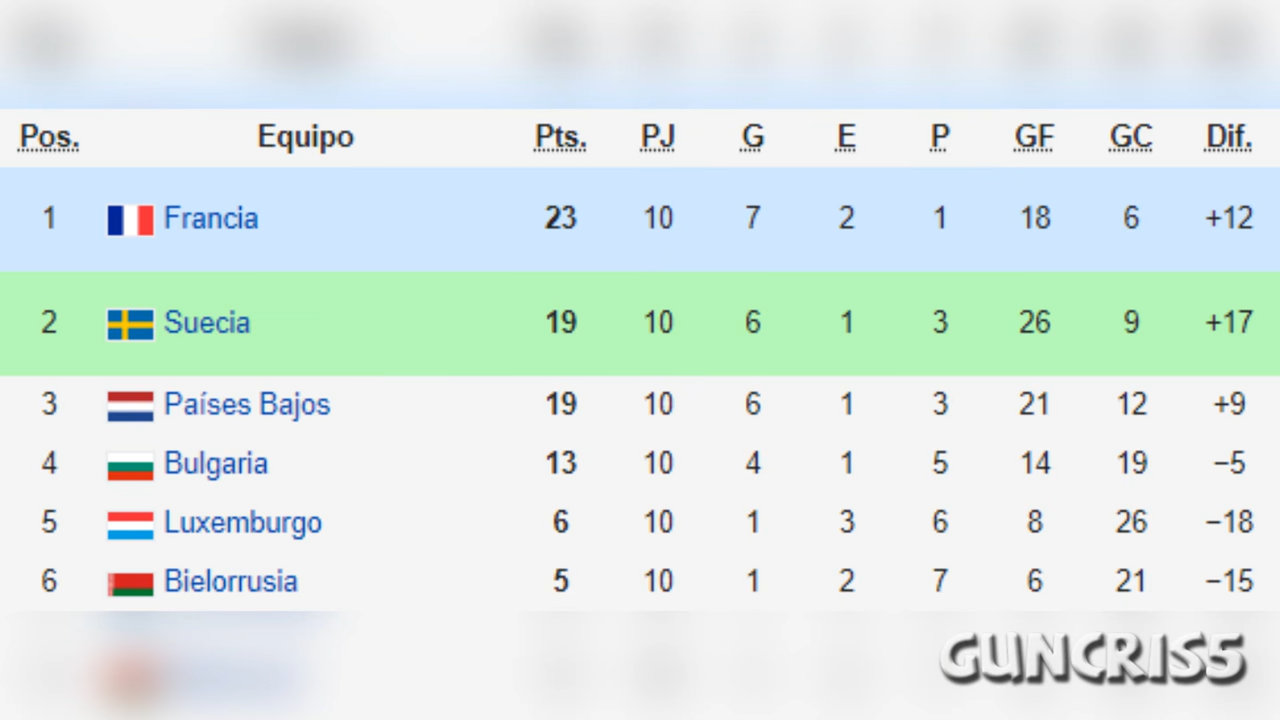 Pos. Equipo Pts. PJ G E P GF GC Dif.
1 Francia 23 10 7 2 1 18 6 +12
2 Suecia 19 10 6 1 3 26 9 +17
3 Países Bajos 19 10 6 1 3 21 12 +9
4 Bulgaria 13 10 4 1 5 14 19 −5
5 Luxemburgo 6 10 1 3 6 8 26 −18
6 Bielorrusia 5 10 1 2 7 6 21 −15
GUNCRIS5